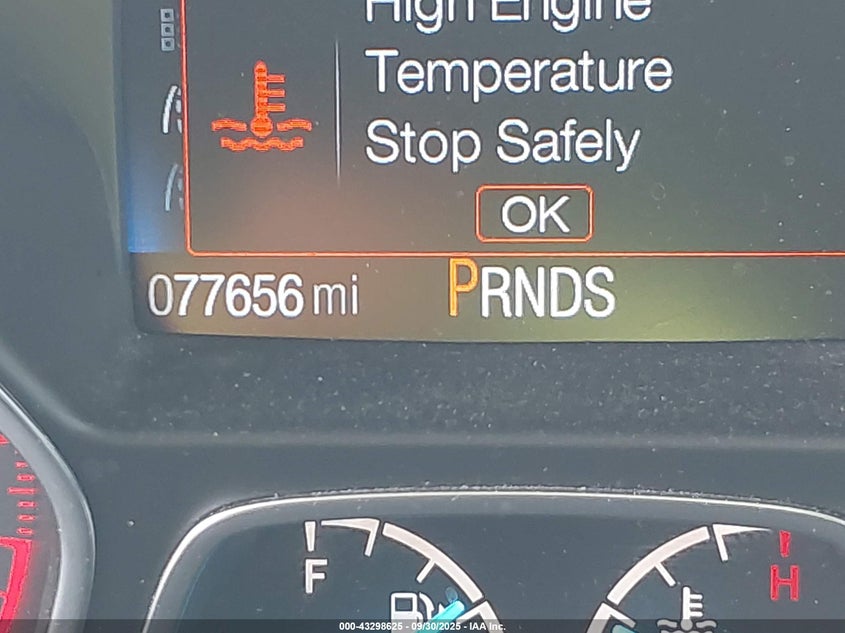 High Engine
Temperature
Stop Safely
OK
077656 mi
PRNDS
F
H
000-43298625 - 09/30/2025 - IAA Inc.